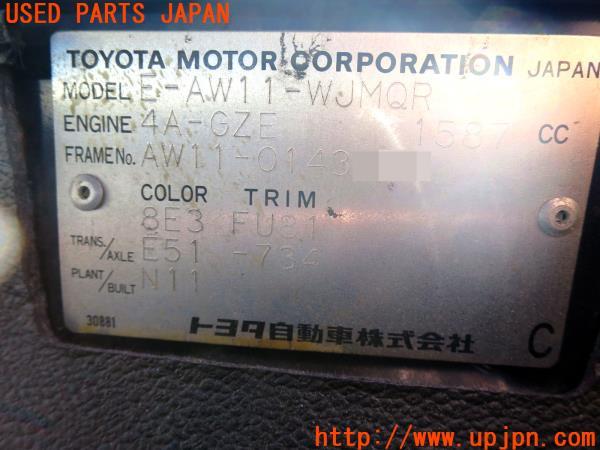 USED PARTS JAPAN
TOYOTA MOTOR CORPORATION JAPAN
MODEL E-AW11-WJMQR
ENGINE 4A-GZE 1587 CC
FRAME No. AW11-0143
COLOR TRIM
8E3 FU81
TRANS./AXLE E51 -734
PLANT/BUILT N11
30881 トヨタ自動車株式会社 C
UPJ http://www.upjpn.com